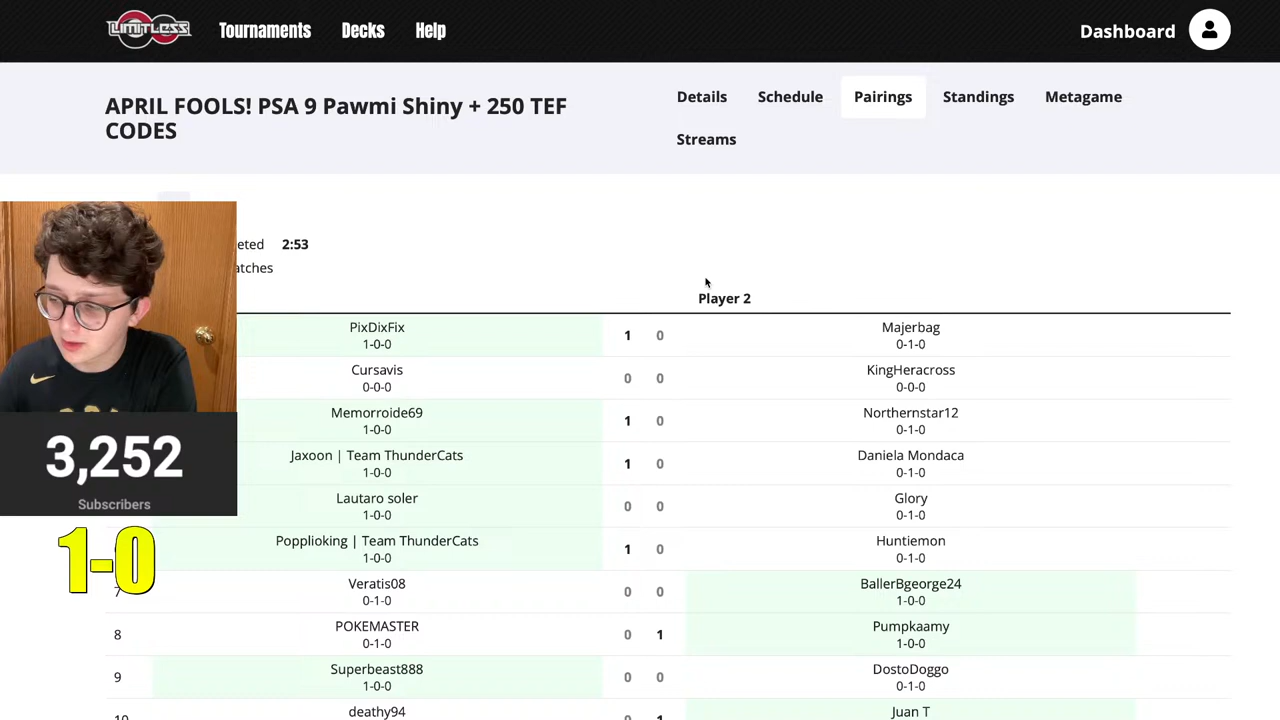 LIMITLESS Tournaments Decks Help Dashboard
APRIL FOOLS! PSA 9 Pawmi Shiny + 250 TEF
CODES
Details Schedule Pairings Standings Metagame
Streams
eted 2:53
atches
Player 2
PixDixFix 1 0 Majerbag
1-0-0 0-1-0
Cursavis 0 0 KingHeracross
0-0-0 0-0-0
Memorroide69 1 0 Northernstar12
1-0-0 0-1-0
Jaxoon | Team ThunderCats 1 0 Daniela Mondaca
1-0-0 0-1-0
Lautaro soler 0 0 Glory
1-0-0 0-1-0
Popplioking | Team ThunderCats 1 0 Huntiemon
1-0-0 0-1-0
7 Veratis08 0 0 BallerBgeorge24
0-1-0 1-0-0
8 POKEMASTER 0 1 Pumpkaamy
0-1-0 1-0-0
9 Superbeast888 0 0 DostoDoggo
1-0-0 0-1-0
10 deathy94 0 1 Juan T
3,252
Subscribers
1-0